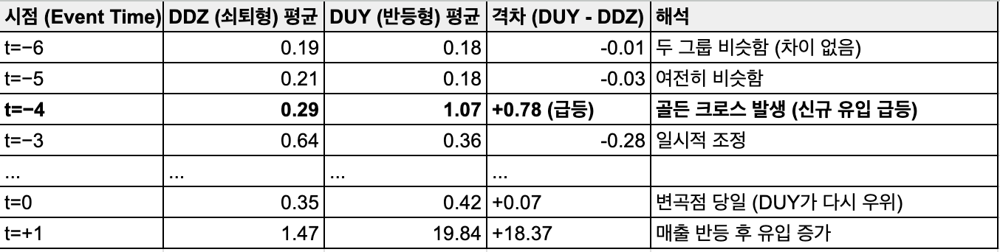 시점 (Event Time) DDZ (쇠퇴형) 평균 DUY (반등형) 평균 격차 (DUY - DDZ) 해석
t=−6 0.19 0.18 -0.01 두 그룹 비슷함 (차이 없음)
t=−5 0.21 0.18 -0.03 여전히 비슷함
t=−4 0.29 1.07 +0.78 (급등) 골든 크로스 발생 (신규 유입 급등)
t=−3 0.64 0.36 -0.28 일시적 조정
... ... ... ...
t=0 0.35 0.42 +0.07 변곡점 당일 (DUY가 다시 우위)
t=+1 1.47 19.84 +18.37 매출 반등 후 유입 증가